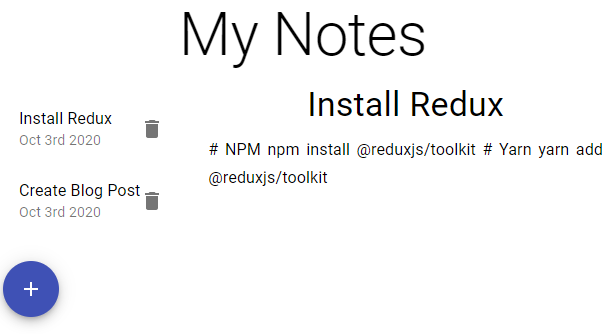 My Notes
Install Redux
Oct 3rd 2020
Create Blog Post
Oct 3rd 2020
+
Install Redux
# NPM npm install @reduxjs/toolkit # Yarn yarn add
@reduxjs/toolkit